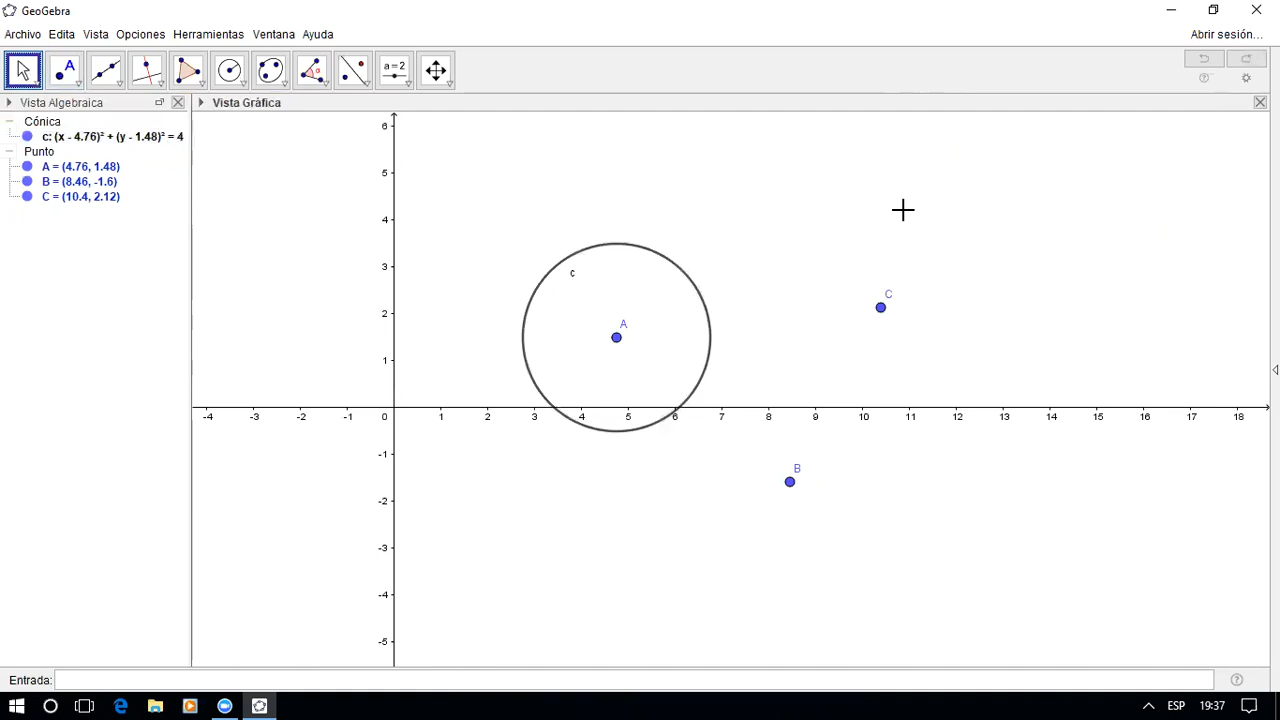 GeoGebra
Archivo Edita Vista Opciones Herramientas Ventana Ayuda
Abrir sesión...
A
α
a = 2
Vista Algebraica
Vista Gráfica
Cónica
c: (x - 4.76)² + (y - 1.48)² = 4
Punto
A = (4.76, 1.48)
B = (8.46, -1.6)
C = (10.4, 2.12)
6
5
4
3
2
1
-4 -3 -2 -1 0 1 2 3 4 5 6 7 8 9 10 11 12 13 14 15 16 17 18
-1
-2
-3
-4
-5
c
A
C
B
Entrada:
ESP 19:37